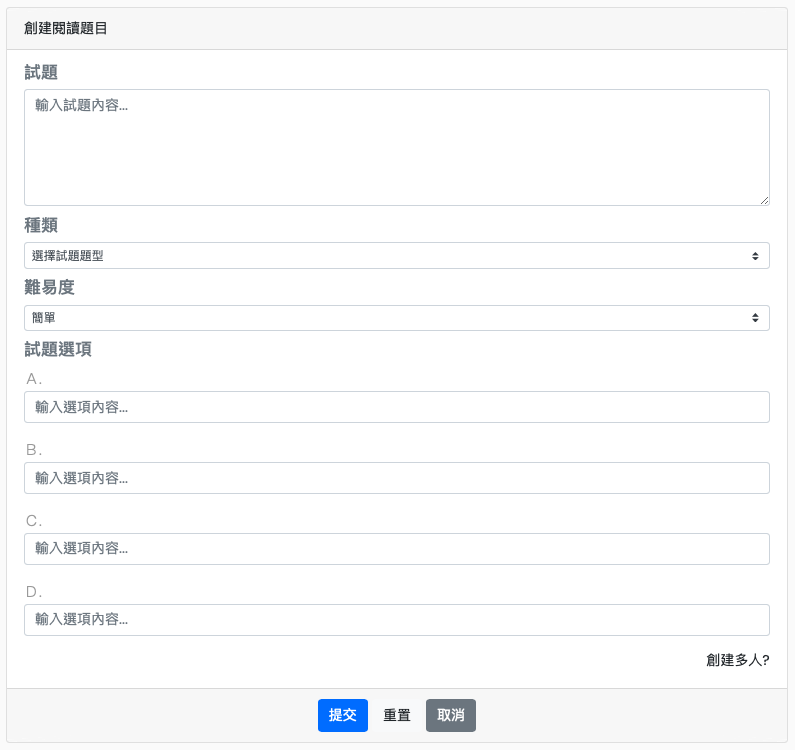 創建閱讀題目
試題
輸入試題內容...
種類
選擇試題題型
難易度
簡單
試題選項
A.
輸入選項內容...
B.
輸入選項內容...
C.
輸入選項內容...
D.
輸入選項內容...
創建多人?
提交 重置 取消